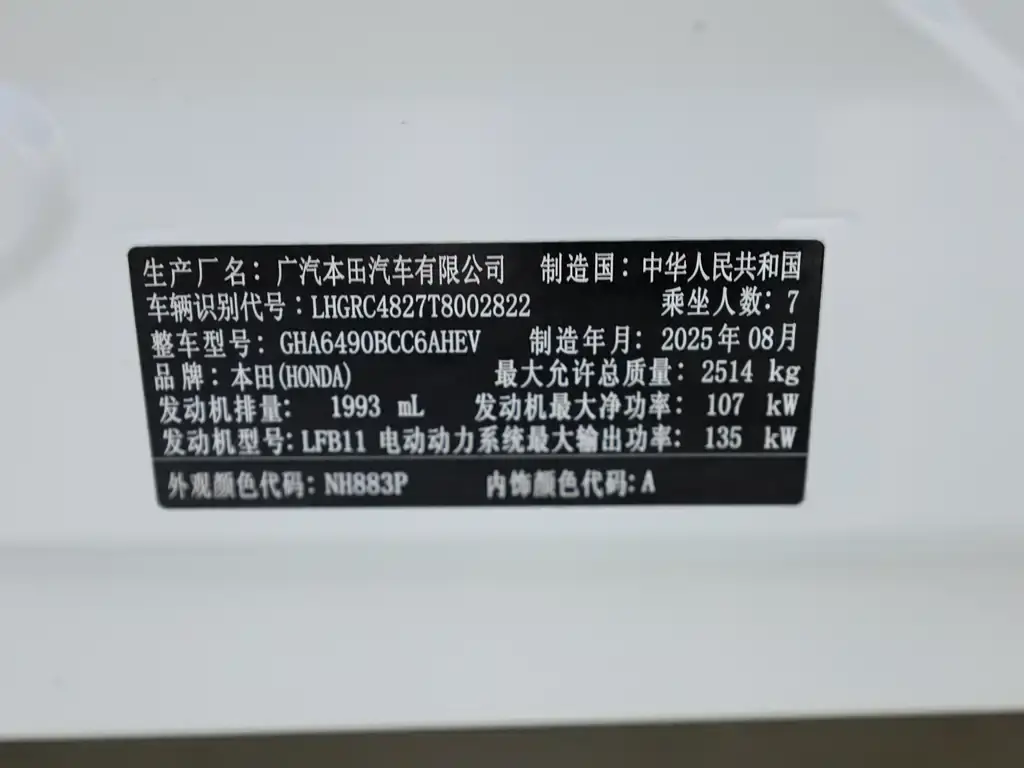 生产厂名：广汽本田汽车有限公司 制造国：中华人民共和国
车辆识别代号：LHGRC4827T8002822 乘坐人数：7
整车型号：GHA6490BCC6AHEV 制造年月：2025年08月
品牌：本田(HONDA) 最大允许总质量：2514 kg
发动机排量： 1993 mL 发动机最大净功率：107 kW
发动机型号：LFB11 电动动力系统最大输出功率：135 kW
外观颜色代码：NH883P 内饰颜色代码：A